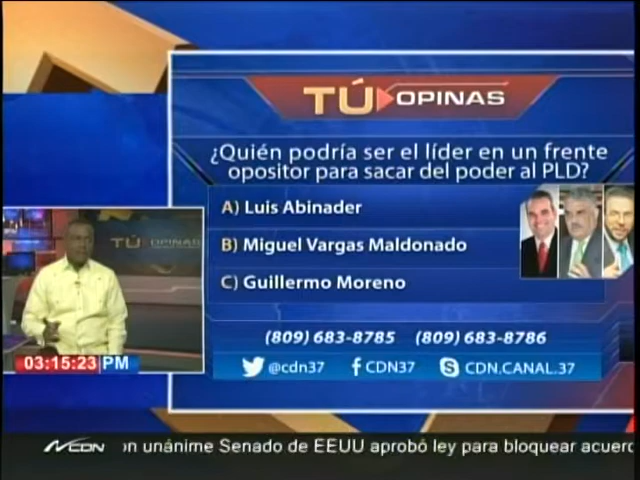 TÚ OPINAS
¿Quién podría ser el líder en un frente
opositor para sacar del poder al PLD?
A) Luis Abinader
B) Miguel Vargas Maldonado
C) Guillermo Moreno
(809) 683-8785 (809) 683-8786
@cdn37 CDN37 CDN.CANAL.37
TÚ OPINAS
03:15:23 PM
CDN ón unánime Senado de EEUU aprobó ley para bloquear acuerd